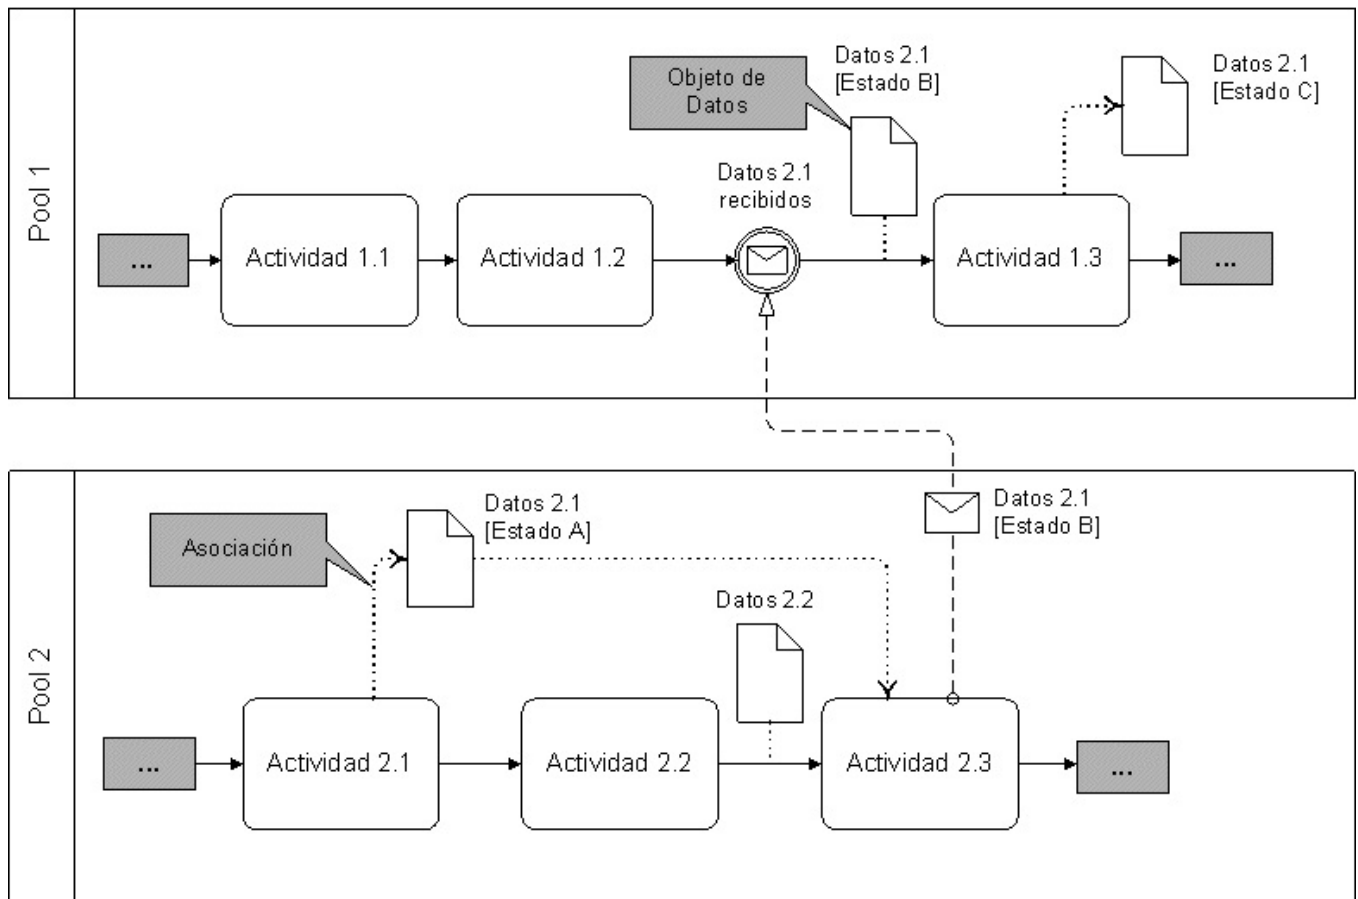 Pool 1
Objeto de
Datos
Datos 2.1
[Estado B]
Datos 2.1
[Estado C]
Datos 2.1
recibidos
...
Actividad 1.1
Actividad 1.2
Actividad 1.3
...
Pool 2
Asociación
Datos 2.1
[Estado A]
Datos 2.1
[Estado B]
Datos 2.2
...
Actividad 2.1
Actividad 2.2
Actividad 2.3
...